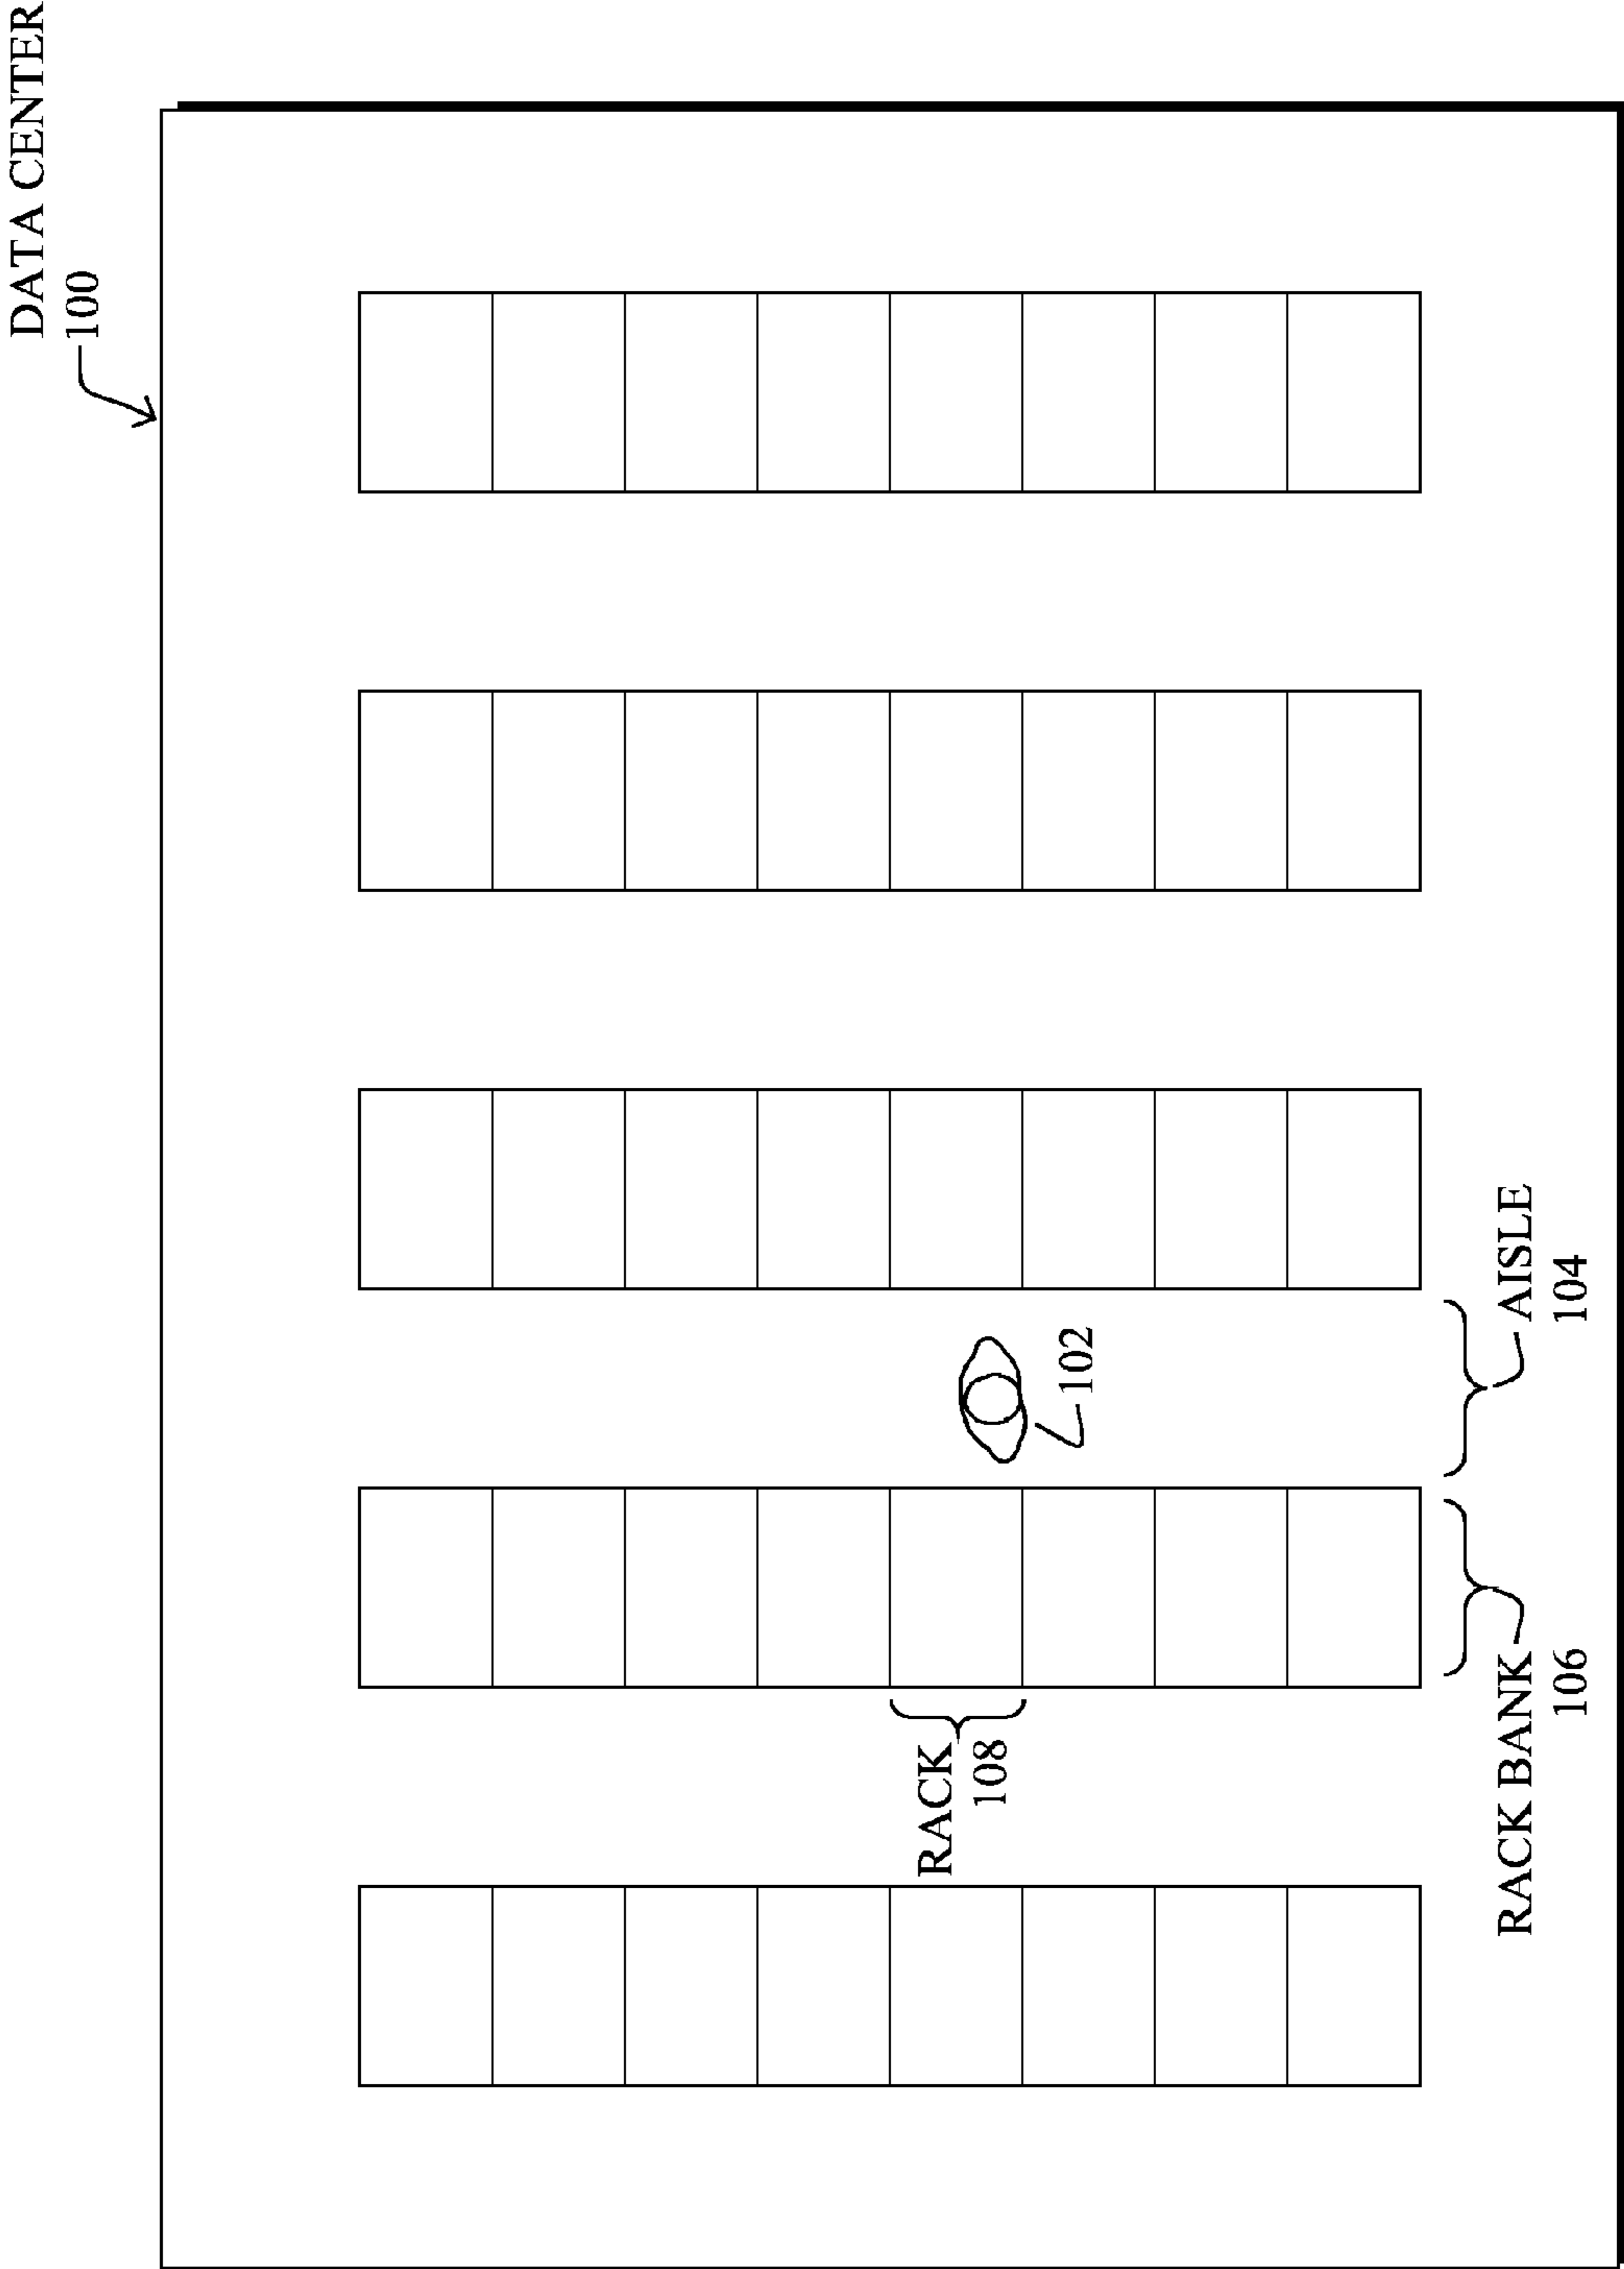 DATA CENTER
100
RACK
108
102
RACK BANK
106
AISLE
104